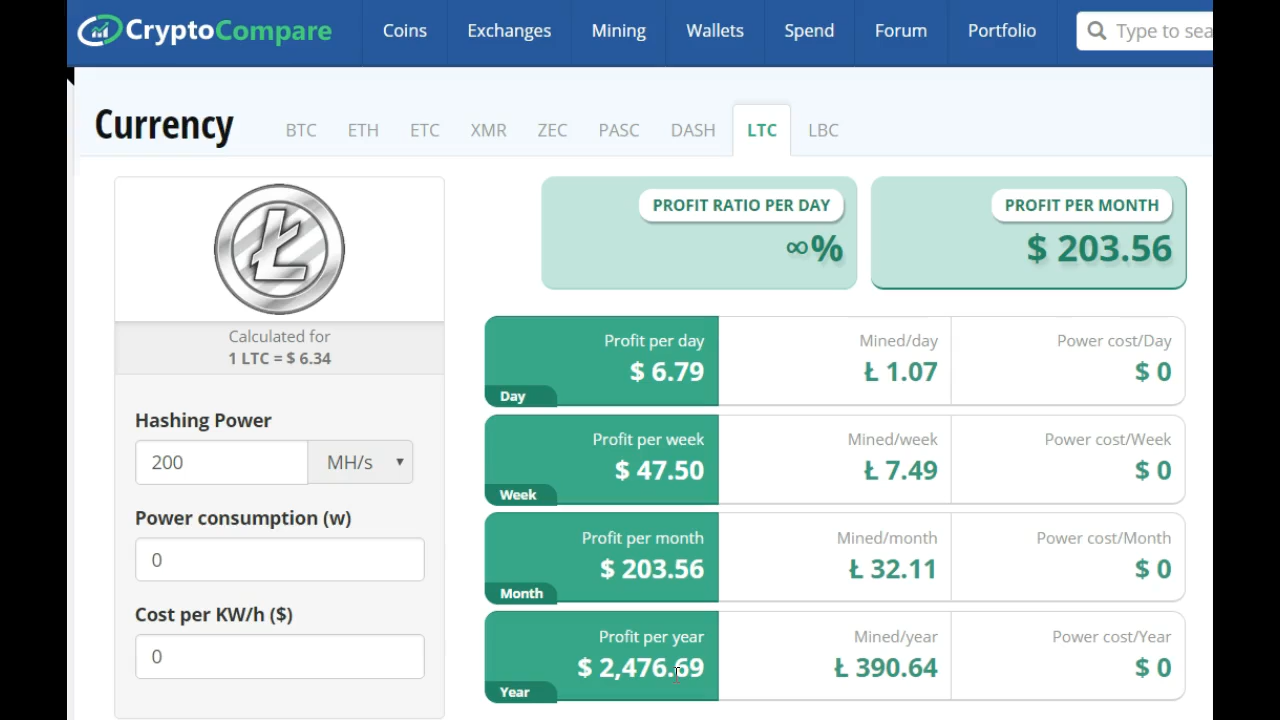 CryptoCompare Coins Exchanges Mining Wallets Spend Forum Portfolio Type to sea
Currency BTC ETH ETC XMR ZEC PASC DASH LTC LBC
PROFIT RATIO PER DAY
∞%
PROFIT PER MONTH
$ 203.56
Calculated for
1 LTC = $ 6.34
Hashing Power
200 MH/s
Power consumption (w)
0
Cost per KW/h ($)
0
Profit per day Mined/day Power cost/Day
$ 6.79 Ł 1.07 $ 0
Day
Profit per week Mined/week Power cost/Week
$ 47.50 Ł 7.49 $ 0
Week
Profit per month Mined/month Power cost/Month
$ 203.56 Ł 32.11 $ 0
Month
Profit per year Mined/year Power cost/Year
$ 2,476.69 Ł 390.64 $ 0
Year